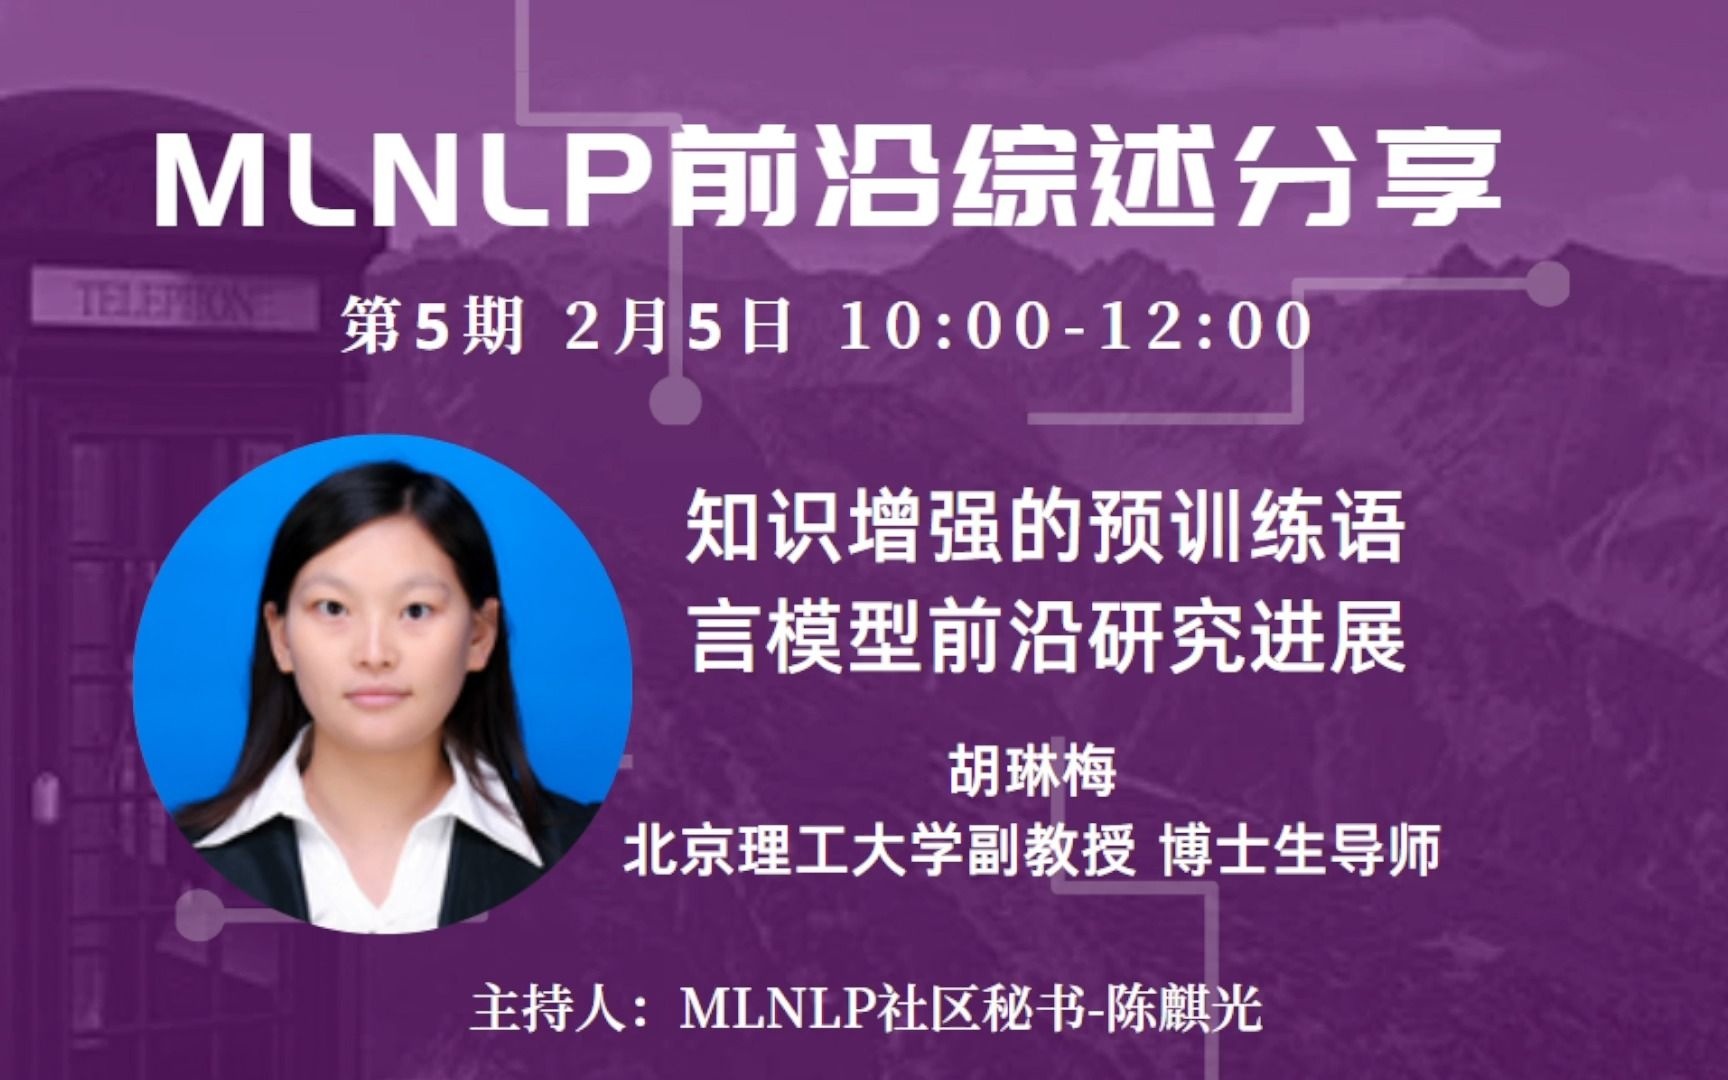 MLNLP前沿综述分享
TELEPHONE
第5期 2月5日 10:00-12:00
知识增强的预训练语
言模型前沿研究进展
胡琳梅
北京理工大学副教授 博士生导师
主持人：MLNLP社区秘书-陈麒光